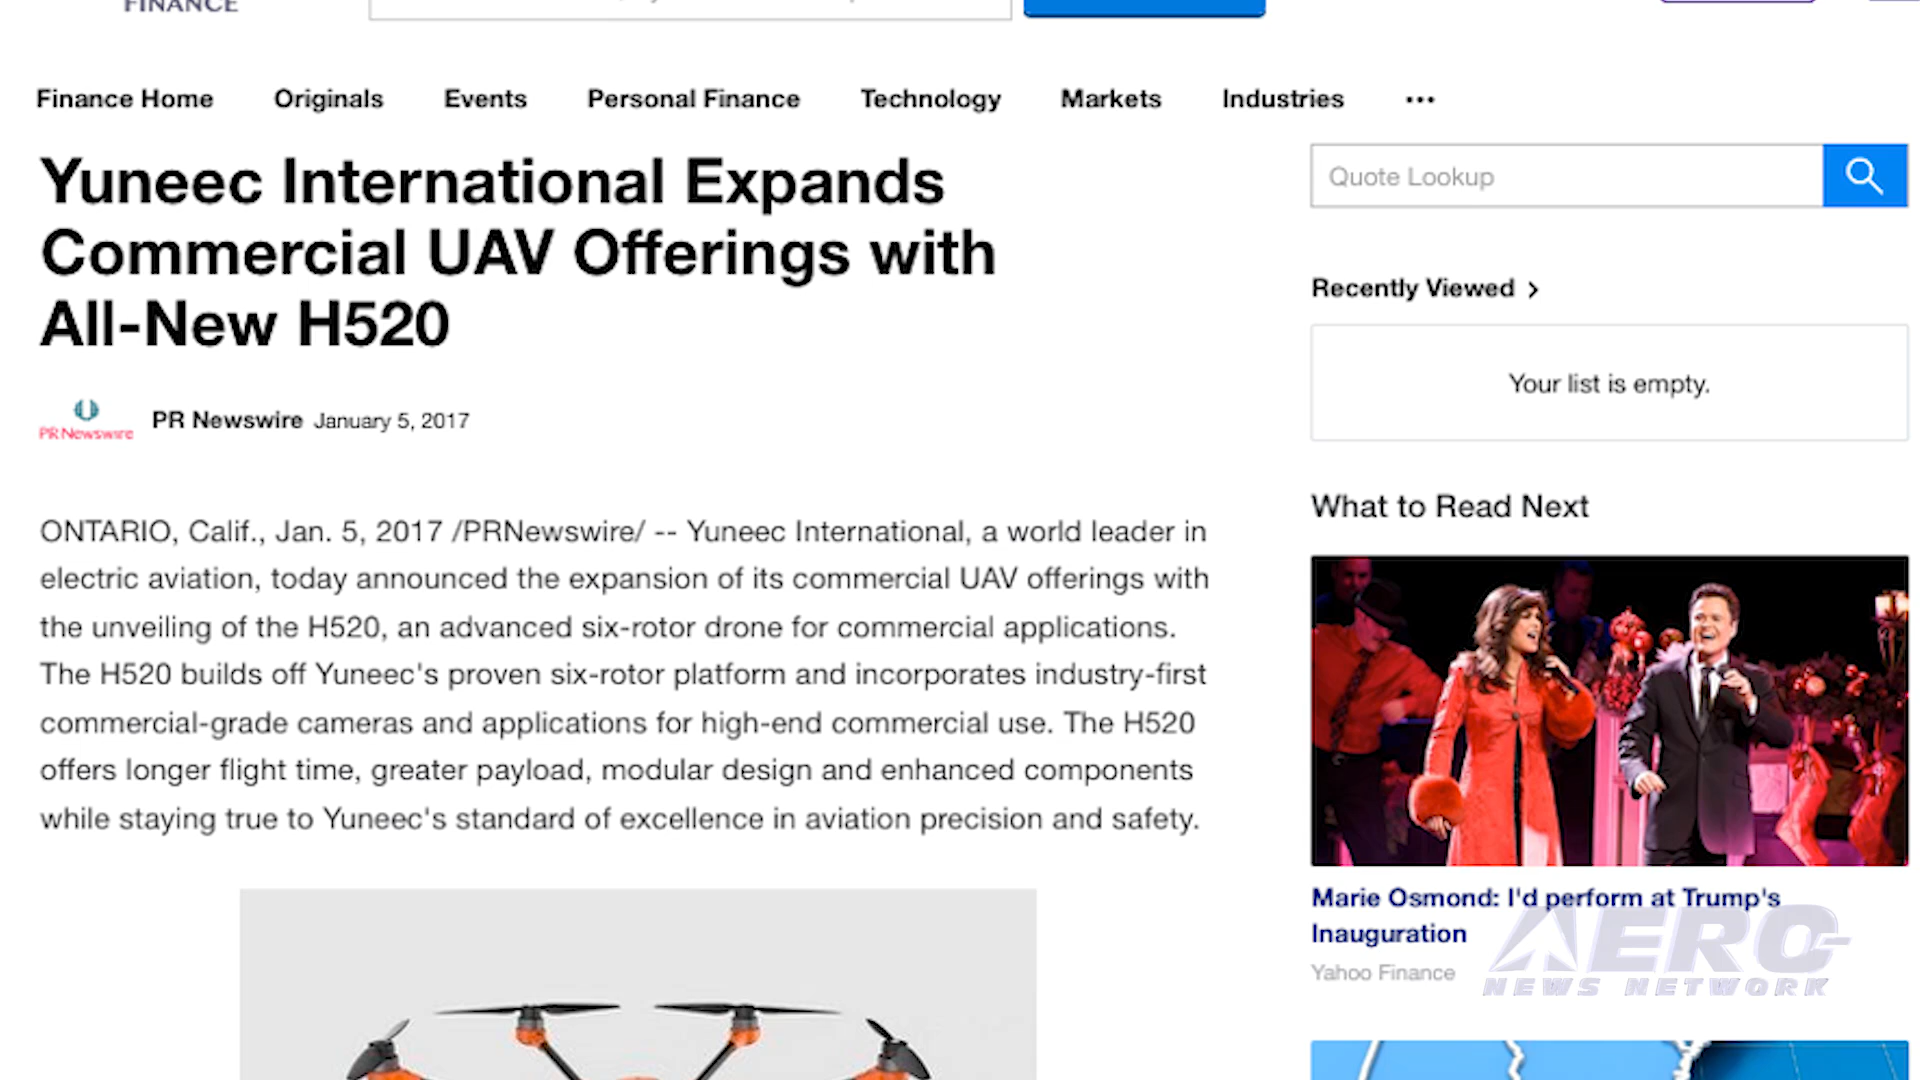 FINANCE
Finance Home Originals Events Personal Finance Technology Markets Industries ...
Yuneec International Expands
Commercial UAV Offerings with
All-New H520
PR Newswire
PR Newswire January 5, 2017
ONTARIO, Calif., Jan. 5, 2017 /PRNewswire/ -- Yuneec International, a world leader in
electric aviation, today announced the expansion of its commercial UAV offerings with
the unveiling of the H520, an advanced six-rotor drone for commercial applications.
The H520 builds off Yuneec's proven six-rotor platform and incorporates industry-first
commercial-grade cameras and applications for high-end commercial use. The H520
offers longer flight time, greater payload, modular design and enhanced components
while staying true to Yuneec's standard of excellence in aviation precision and safety.
Quote Lookup
Recently Viewed >
Your list is empty.
What to Read Next
Marie Osmond: I'd perform at Trump's
Inauguration
Yahoo Finance
AERO
NEWS NETWORK